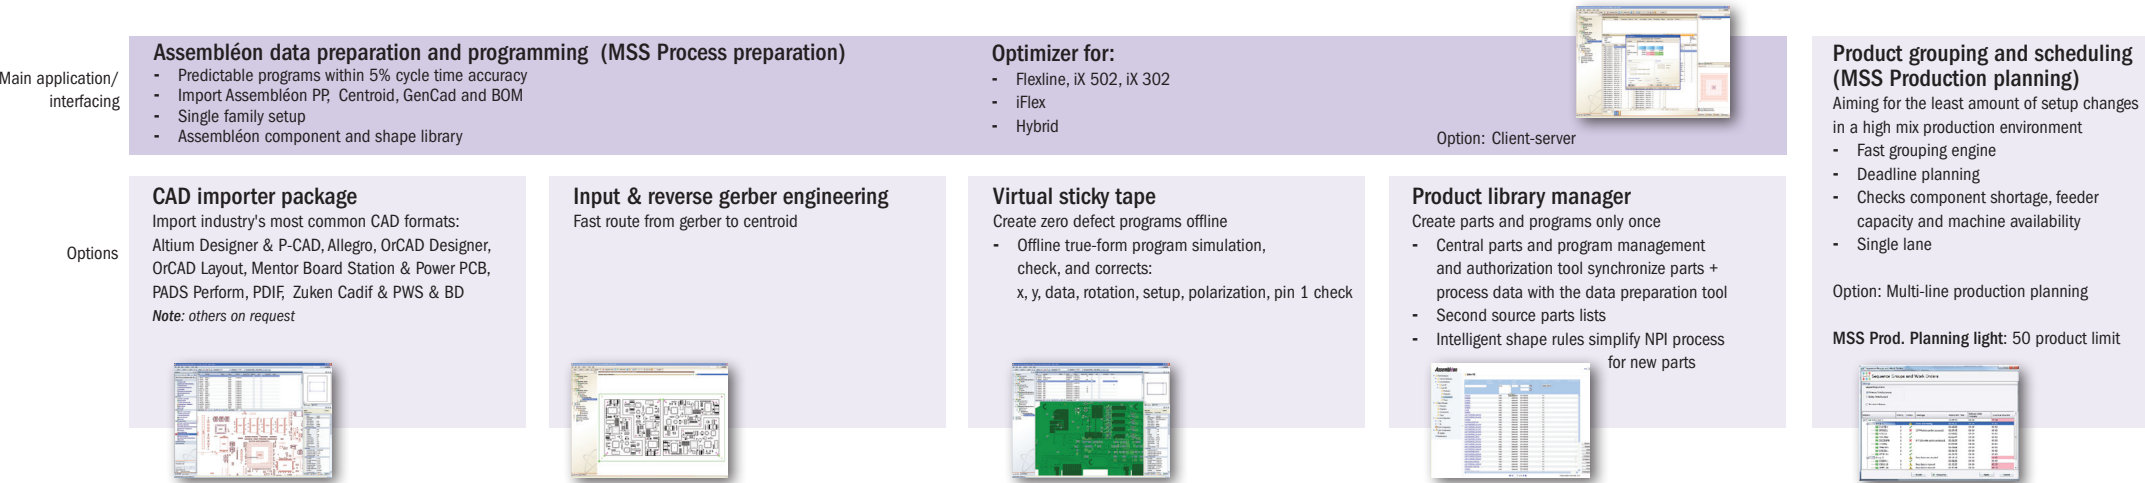 Main application/
interfacing
Assembléon data preparation and programming (MSS Process preparation)
- Predictable programs within 5% cycle time accuracy
- Import Assembléon PP, Centroid, GenCad and BOM
- Single family setup
- Assembléon component and shape library
Optimizer for:
- Flexline, iX 502, iX 302
- iFlex
- Hybrid
Option: Client-server
Product grouping and scheduling
(MSS Production planning)
Aiming for the least amount of setup changes
in a high mix production environment
- Fast grouping engine
- Deadline planning
- Checks component shortage, feeder
capacity and machine availability
- Single lane
Option: Multi-line production planning
MSS Prod. Planning light: 50 product limit
Sequence Groups and Work Orders
Options
CAD importer package
Import industry's most common CAD formats:
Altium Designer & P-CAD, Allegro, OrCAD Designer,
OrCAD Layout, Mentor Board Station & Power PCB,
PADS Perform, PDIF, Zuken Cadif & PWS & BD
Note: others on request
Input & reverse gerber engineering
Fast route from gerber to centroid
Virtual sticky tape
Create zero defect programs offline
- Offline true-form program simulation,
check, and corrects:
x, y, data, rotation, setup, polarization, pin 1 check
Product library manager
Create parts and programs only once
- Central parts and program management
and authorization tool synchronize parts +
process data with the data preparation tool
- Second source parts lists
- Intelligent shape rules simplify NPI process
for new parts
Assembléon